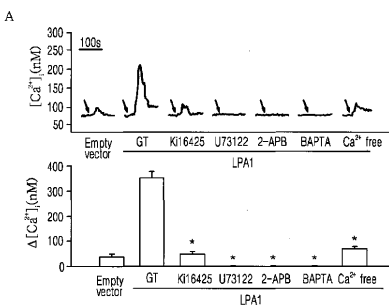 A
100s
[Ca²⁺]ᵢ(nM)
300
250
200
150
100
50
Empty vector GT Ki16425 U73122 2-APB BAPTA Ca²⁺ free
LPA1
Δ[Ca²⁺]ᵢ(nM)
400
300
200
100
0
* * * * *
Empty vector GT Ki16425 U73122 2-APB BAPTA Ca²⁺ free
LPA1